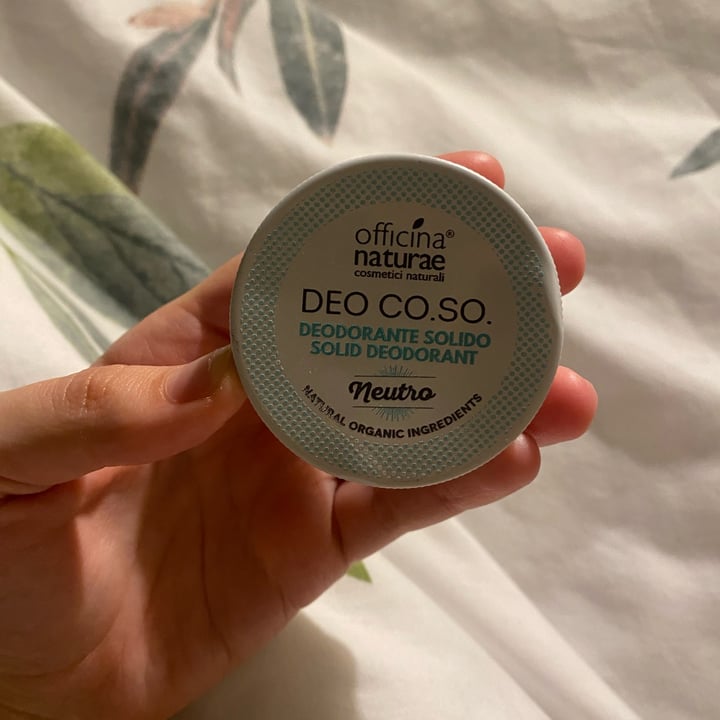 officina®
naturae
cosmetici naturali
DEO CO.SO.
DEODORANTE SOLIDO
SOLID DEODORANT
Neutro
NATURAL ORGANIC INGREDIENTS